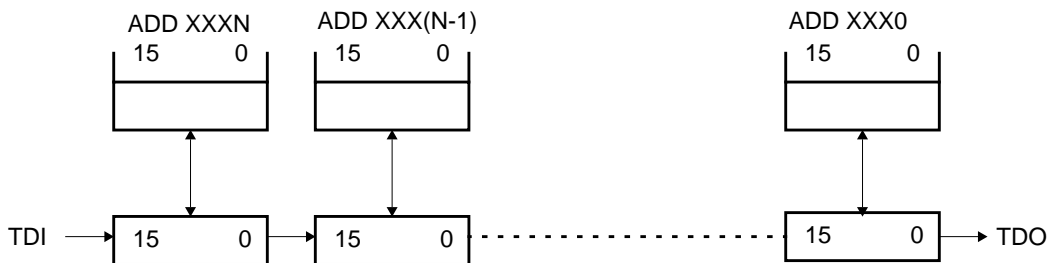 ADD XXXN ADD XXX(N-1) ADD XXX0
15 0 15 0 15 0
TDI 15 0 15 0 15 0 TDO